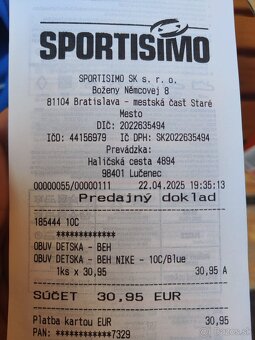 SPORTISIMO
SPORTISIMO SK s. r. o.
Boženy Němcovej 8
81104 Bratislava - mestská časť Staré
Mesto
DIČ: 2022635494
IČO: 44156979 IČ DPH: SK2022635494
Prevádzka:
Haličská cesta 4894
98401 Lučenec
00000055/00000111 22.04.2025 19:35:13
Predajný doklad
185444 10C
*************
OBUV DETSKA - BEH
OBUV DETSKA - BEH NIKE - 10C/Blue
1ks x 30,95 30,95 A
SÚČET 30,95 EUR
Platba kartou EUR 30,95
PAN: ************7329